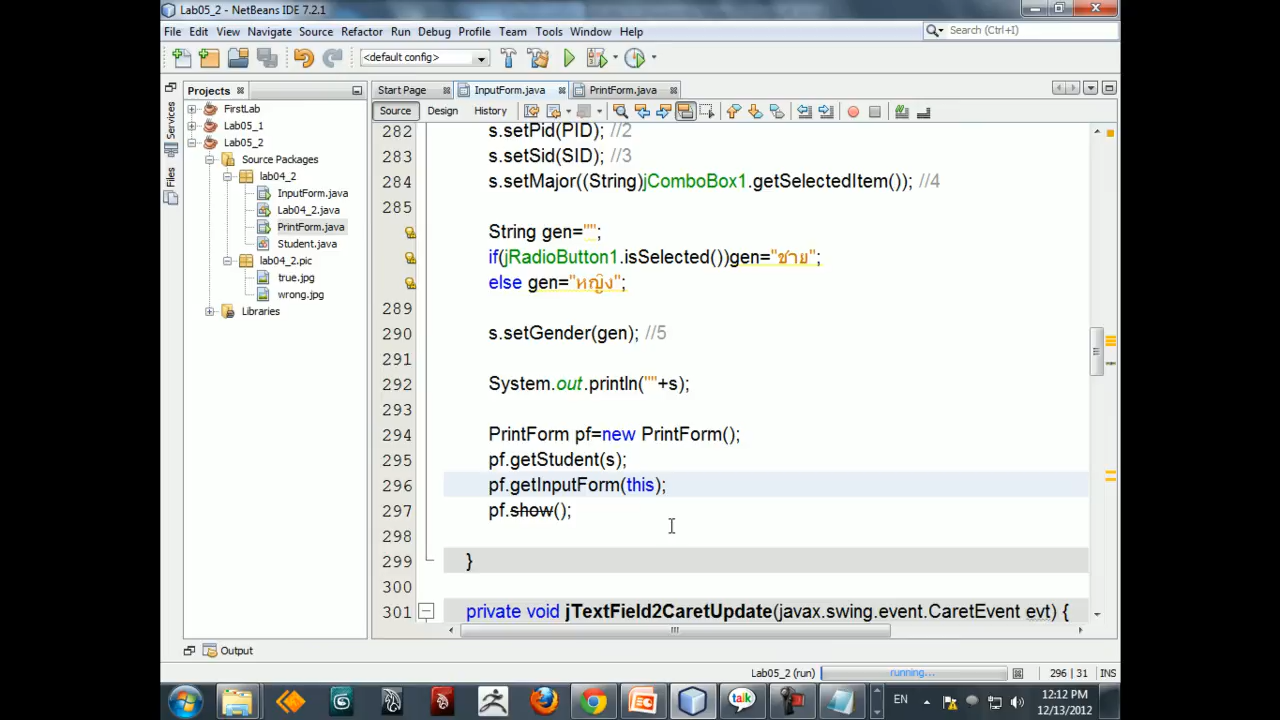 Lab05_2 - NetBeans IDE 7.2.1
File Edit View Navigate Source Refactor Run Debug Profile Team Tools Window Help
Search (Ctrl+I)
<default config>
Projects
Start Page InputForm.java PrintForm.java
Source Design History
Services
Files
FirstLab
Lab05_1
Lab05_2
Source Packages
lab04_2
InputForm.java
Lab04_2.java
PrintForm.java
Student.java
lab04_2.pic
true.jpg
wrong.jpg
Libraries
282 s.setPid(PID); //2
283 s.setSid(SID); //3
284 s.setMajor((String)jComboBox1.getSelectedItem()); //4
285
String gen="";
if(jRadioButton1.isSelected())gen="ชาย";
else gen="หญิง";
289
290 s.setGender(gen); //5
291
292 System.out.println(""+s);
293
294 PrintForm pf=new PrintForm();
295 pf.getStudent(s);
296 pf.getInputForm(this);
297 pf.show();
298
299 }
300
301 private void jTextField2CaretUpdate(javax.swing.event.CaretEvent evt) {
Output
Lab05_2 (run) running... 296 | 31 INS
talk
EN
12:12 PM
12/13/2012